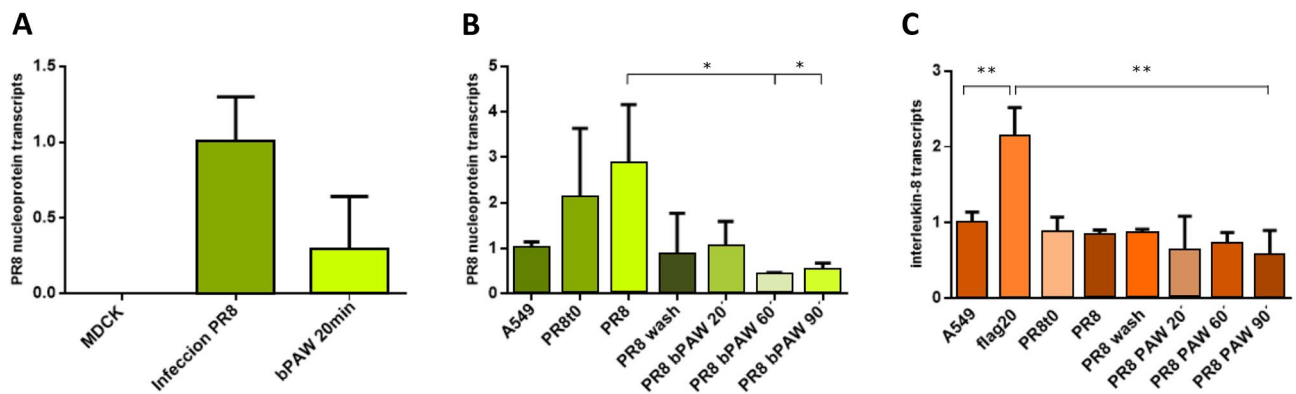 A
PR8 nucleoprotein transcripts
1.5
1.0
0.5
0.0
MDCK
Infeccion PR8
bPAW 20min
B
PR8 nucleoprotein transcripts
5
4
3
2
1
0
* *
A549
PR8t0
PR8
PR8 wash
PR8 bPAW 20´
PR8 bPAW 60´
PR8 bPAW 90´
C
interleukin-8 transcripts
3
2
1
0
** **
A549
flag20
PR8t0
PR8
PR8 wash
PR8 PAW 20´
PR8 PAW 60´
PR8 PAW 90´